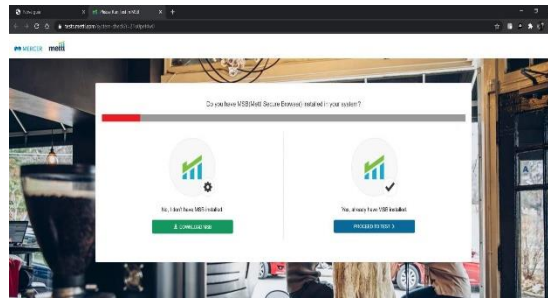 MERCER mettl
Do you have MSB(Mettl Secure Browser) installed in your system?
No, I don't have MSB installed.
Yes, already have MSB installed.
DOWNLOAD MSB
PROCEED TO TEST >